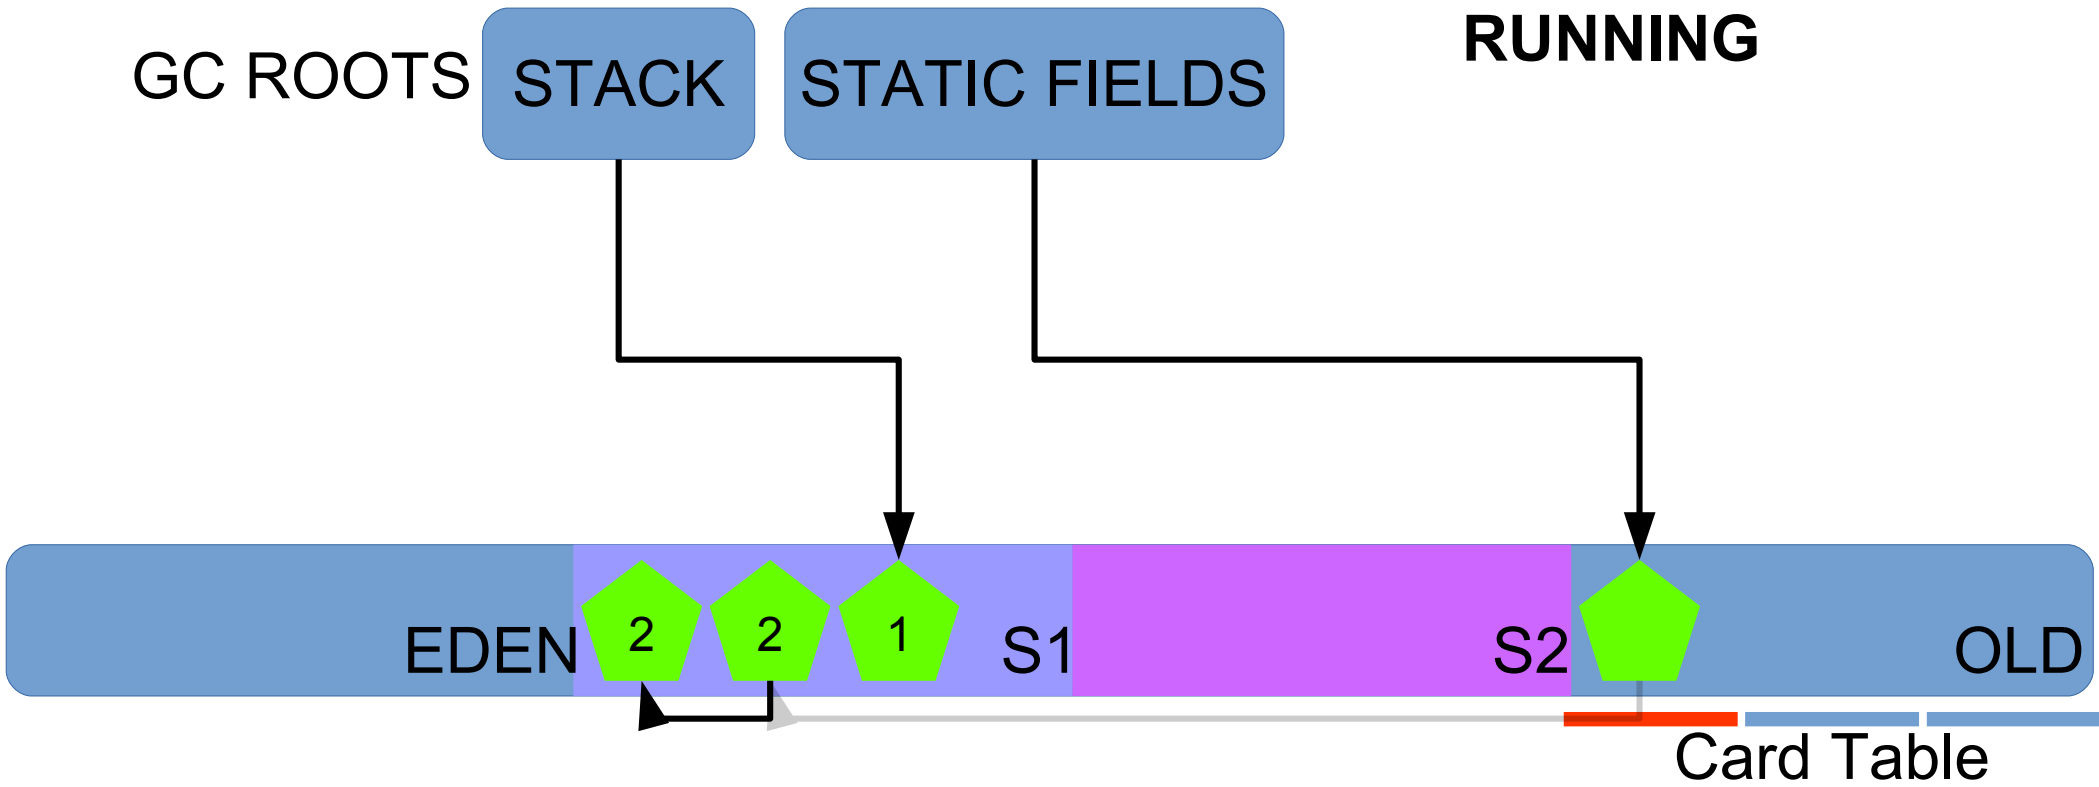 RUNNING
GC ROOTS
STACK
STATIC FIELDS
EDEN
2
2
1
S1
S2
OLD
Card Table